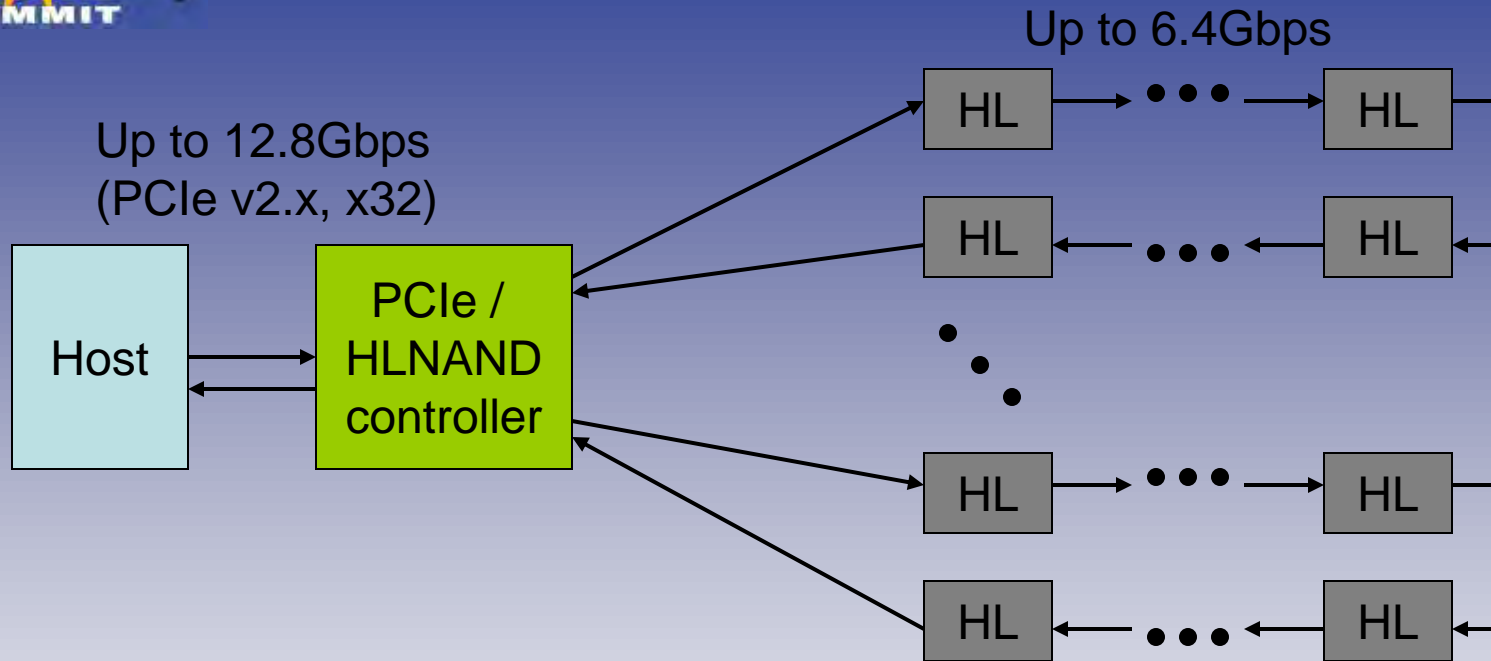 MMIT
Up to 6.4Gbps
Up to 12.8Gbps
(PCIe v2.x, x32)
HL
HL
HL
HL
Host
PCIe /
HLNAND
controller
HL
HL
HL
HL